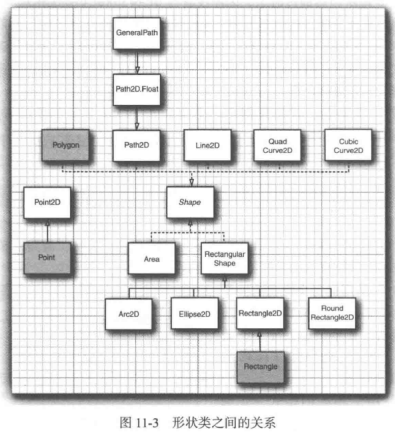 GeneralPath
Path2D.Float
Polygon
Path2D
Line2D
Quad
Curve2D
Cubic
Curve2D
Point2D
Shape
Point
Area
Rectangular
Shape
Arc2D
Ellipse2D
Rectangle2D
Round
Rectangle2D
Rectangle
图 11-3 形状类之间的关系